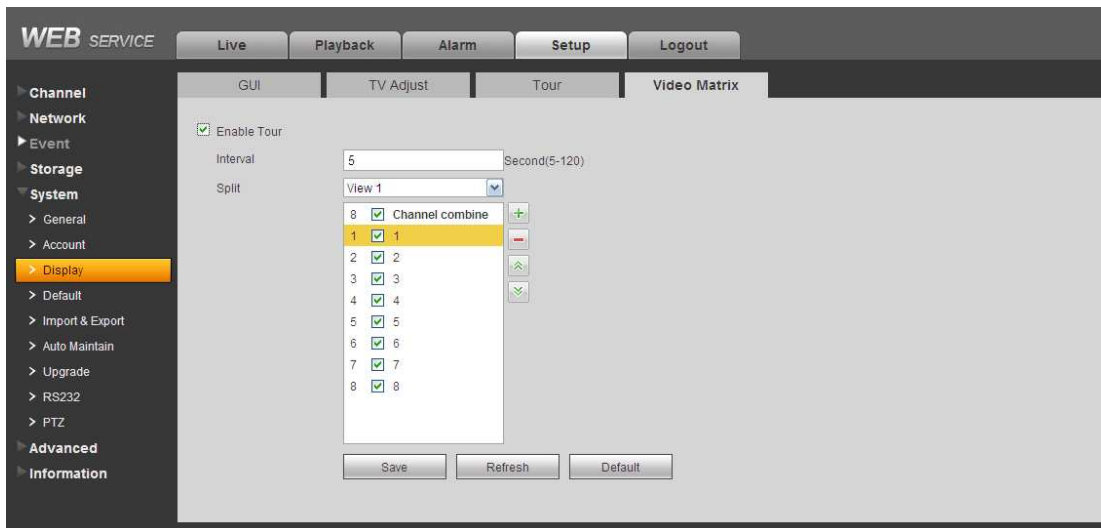 WEB SERVICE
Live Playback Alarm Setup Logout
GUI TV Adjust Tour Video Matrix
Channel
Network
Event
Storage
System
> General
> Account
> Display
> Default
> Import & Export
> Auto Maintain
> Upgrade
> RS232
> PTZ
Advanced
Information
Enable Tour
Interval 5 Second(5-120)
Split View 1
8 Channel combine
1 1
2 2
3 3
4 4
5 5
6 6
7 7
8 8
Save Refresh Default